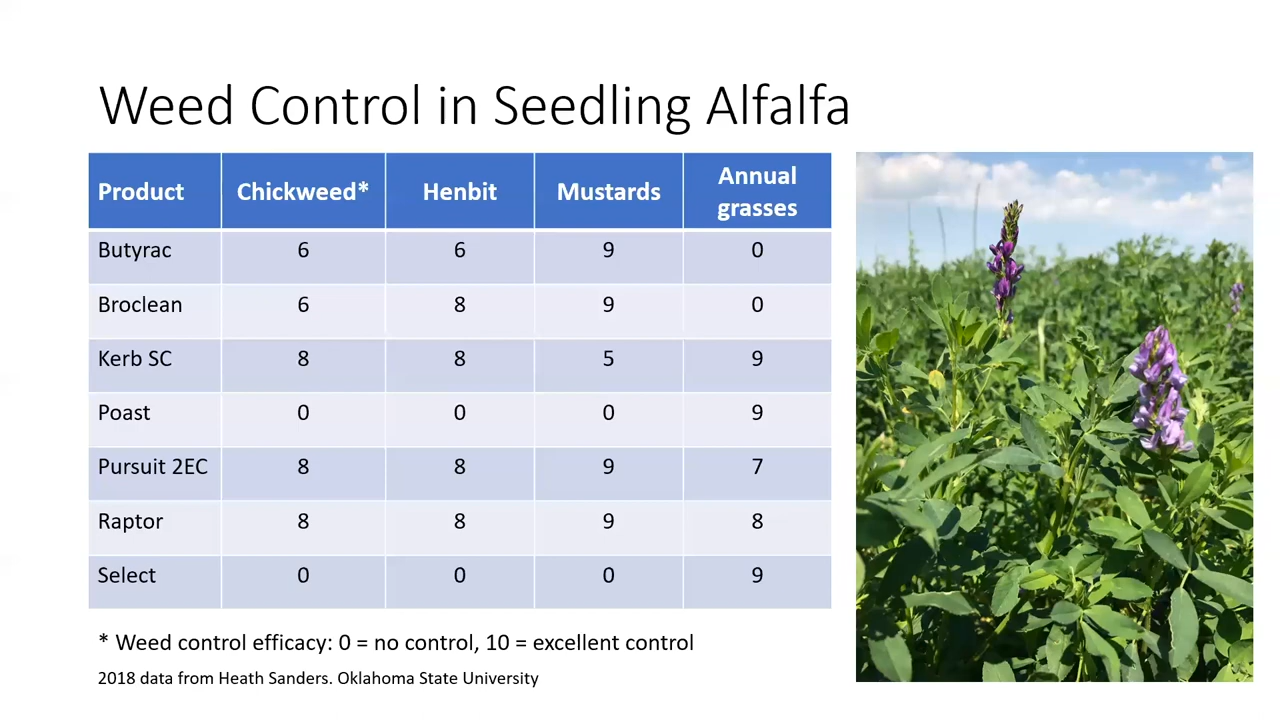 Weed Control in Seedling Alfalfa
Product Chickweed* Henbit Mustards Annual grasses
Butyrac 6 6 9 0
Broclean 6 8 9 0
Kerb SC 8 8 5 9
Poast 0 0 0 9
Pursuit 2EC 8 8 9 7
Raptor 8 8 9 8
Select 0 0 0 9
* Weed control efficacy: 0 = no control, 10 = excellent control
2018 data from Heath Sanders. Oklahoma State University